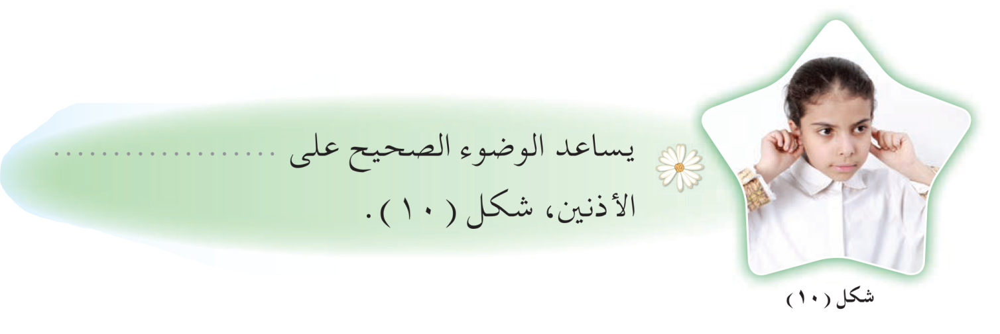 يساعد الوضوء الصحيح على ...................
الأذنين، شكل (١٠).
شكل (١٠)